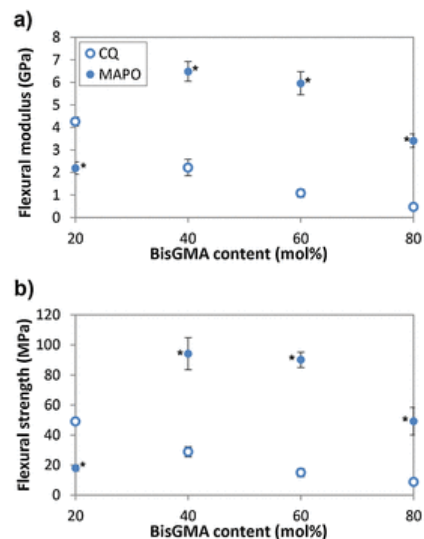 a)
8
7
6
5
4
3
2
1
0
Flexural modulus (GPa)
CQ
MAPO
*
*
*
*
20 40 60 80
BisGMA content (mol%)
b)
120
100
80
60
40
20
0
Flexural strength (MPa)
*
*
*
*
20 40 60 80
BisGMA content (mol%)